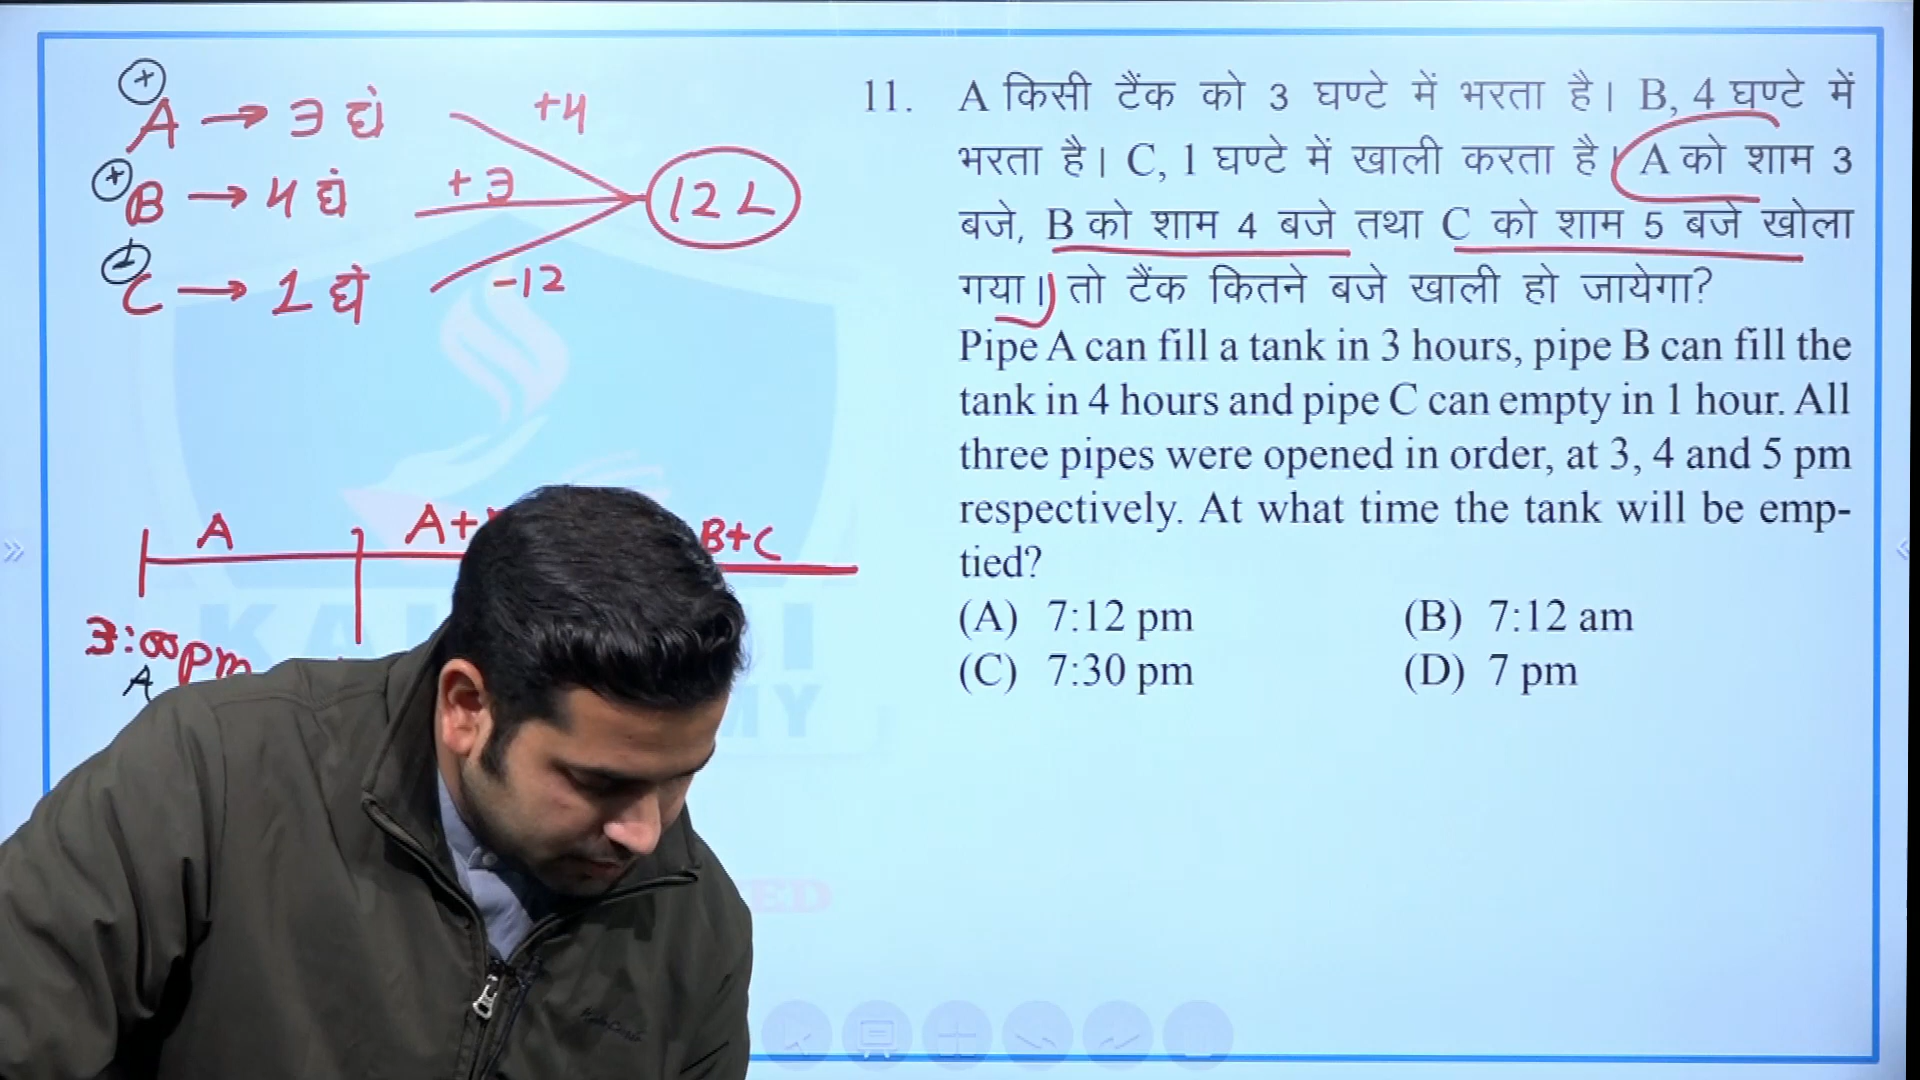 +
A → 3 घं
+4
+
B → 4 घं
+3
12 L
C → 1 घं
-12
A
B+C
3:00 pm
A
11. A किसी टैंक को 3 घण्टे में भरता है। B, 4 घण्टे में
भरता है। C, 1 घण्टे में खाली करता है। A को शाम 3
बजे, B को शाम 4 बजे तथा C को शाम 5 बजे खोला
गया। तो टैंक कितने बजे खाली हो जायेगा?
Pipe A can fill a tank in 3 hours, pipe B can fill the
tank in 4 hours and pipe C can empty in 1 hour. All
three pipes were opened in order, at 3, 4 and 5 pm
respectively. At what time the tank will be emp-
tied?
(A) 7:12 pm (B) 7:12 am
(C) 7:30 pm (D) 7 pm